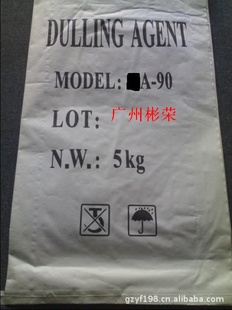 DULLING AGENT
MODEL: A-90
LOT: 广州彬荣
N.W.: 5kg
gzyf198.cn.alibaba.com